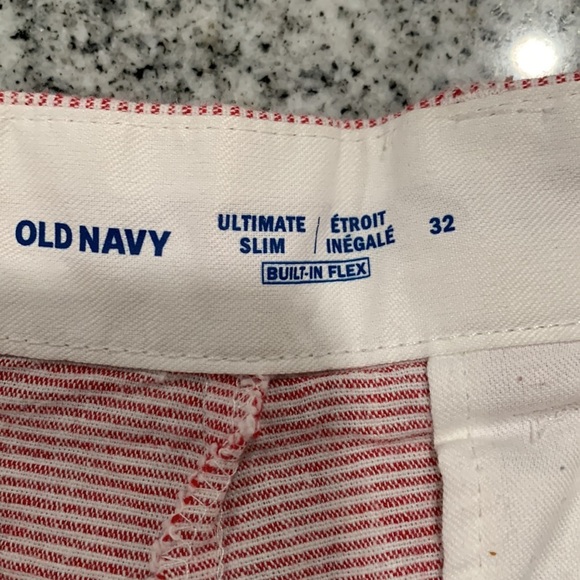 OLD NAVY
ULTIMATE / ÉTROIT
SLIM / INÉGALÉ
32
BUILT-IN FLEX